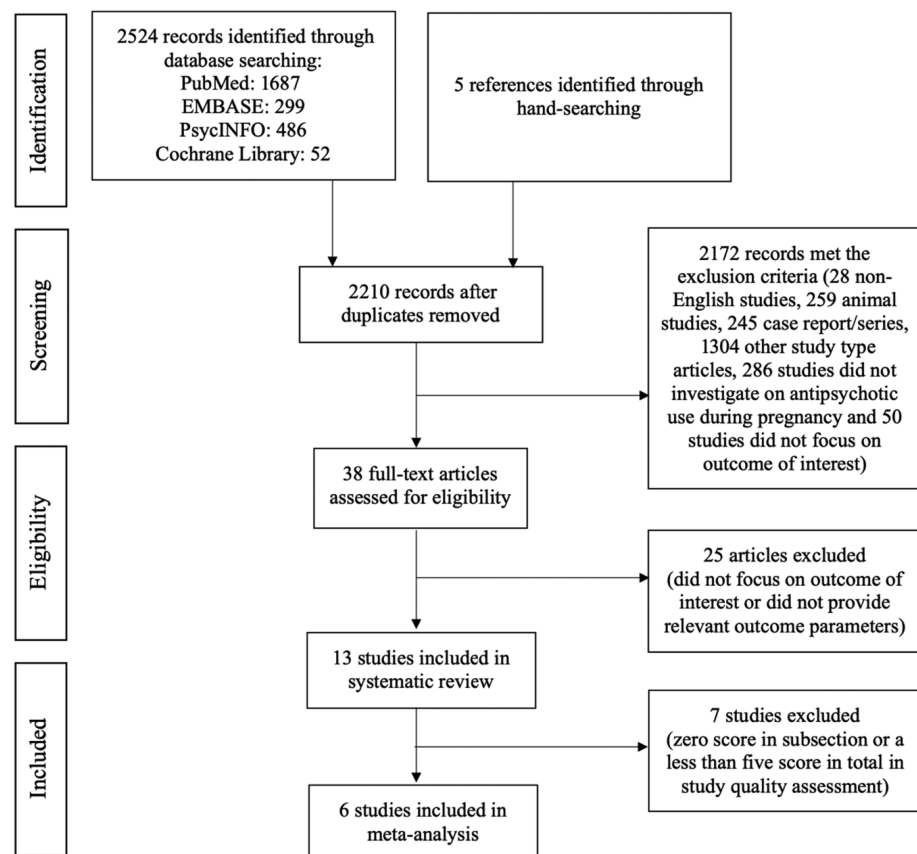 Identification
2524 records identified through
database searching:
PubMed: 1687
EMBASE: 299
PsycINFO: 486
Cochrane Library: 52
5 references identified through
hand-searching
Screening
2210 records after
duplicates removed
2172 records met the
exclusion criteria (28 non-
English studies, 259 animal
studies, 245 case report/series,
1304 other study type
articles, 286 studies did not
investigate on antipsychotic
use during pregnancy and 50
studies did not focus on
outcome of interest)
Eligibility
38 full-text articles
assessed for eligibility
25 articles excluded
(did not focus on outcome of
interest or did not provide
relevant outcome parameters)
Included
13 studies included in
systematic review
7 studies excluded
(zero score in subsection or a
less than five score in total in
study quality assessment)
6 studies included in
meta-analysis